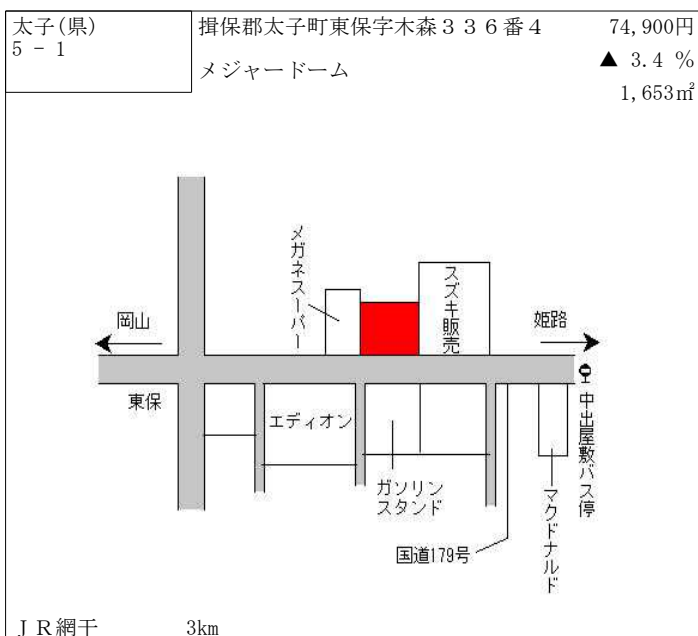 太子(県)
5 - 1
揖保郡太子町東保字木森３３６番４
メジャードーム
74,900円
▲ 3.4 %
1,653㎡
メガネスーパー
スズキ販売
岡山
姫路
東保
エディオン
中出屋敷バス停
ガソリン
スタンド
マクドナルド
国道179号
ＪＲ網干 3km